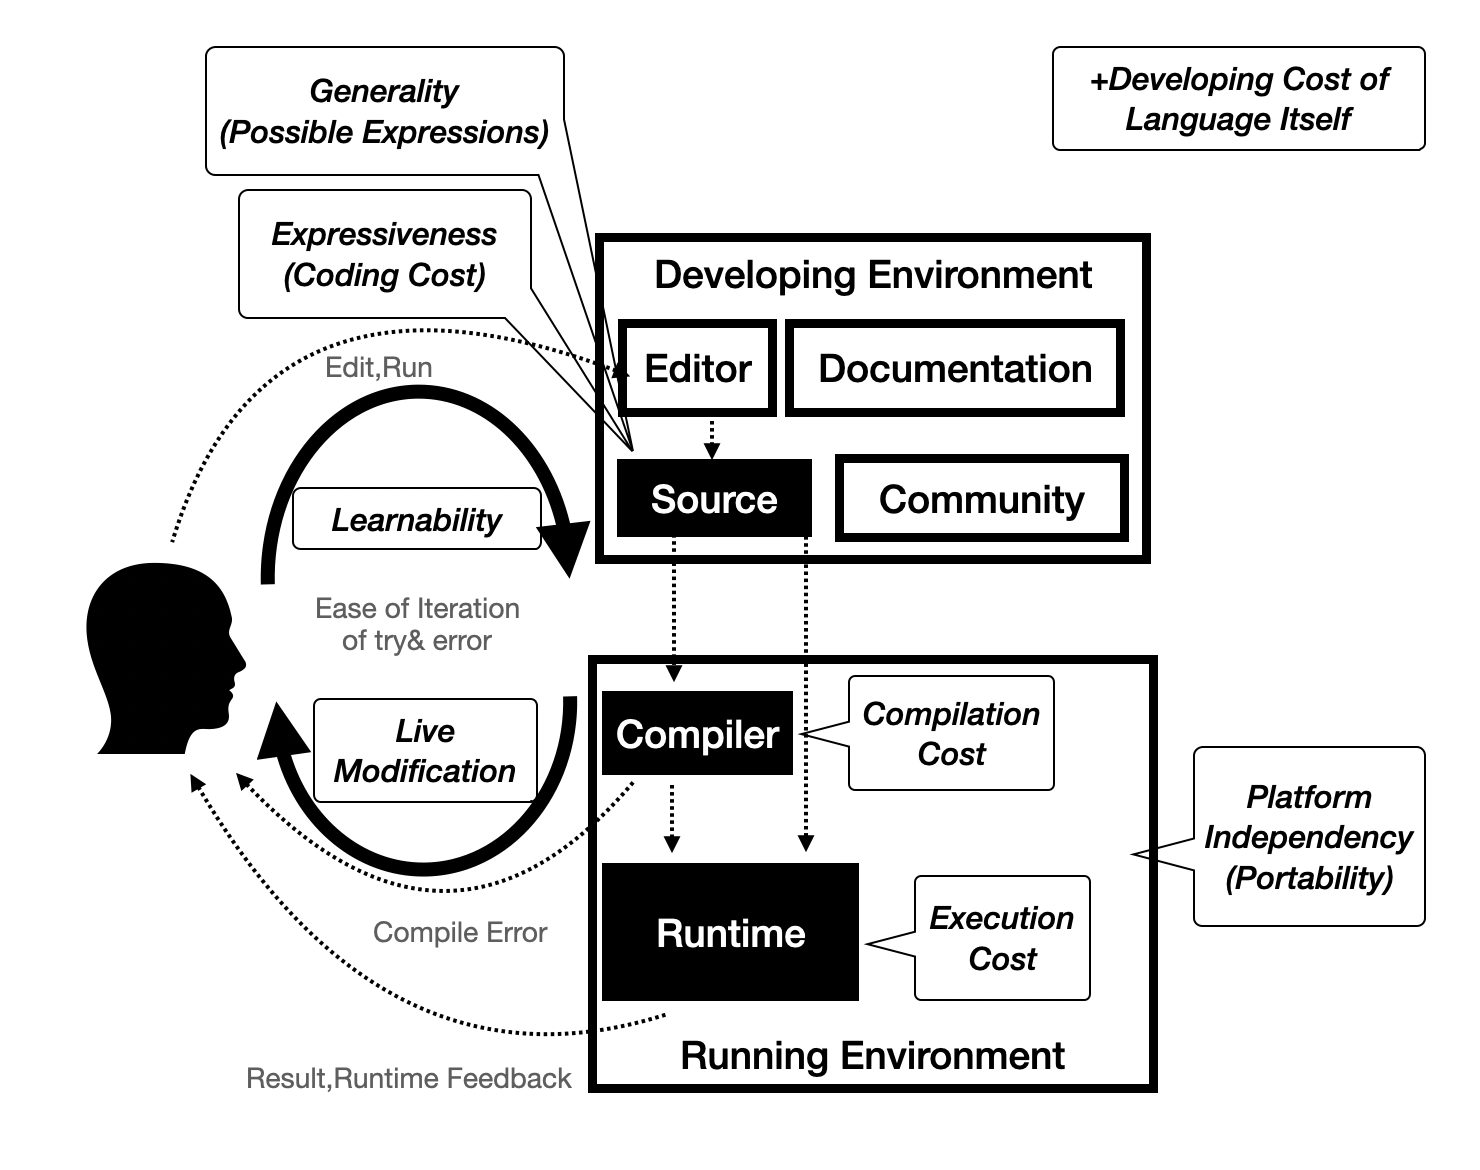 Generality
(Possible Expressions)
+Developing Cost of
Language Itself
Expressiveness
(Coding Cost)
Developing Environment
Edit,Run
Editor
Documentation
Source
Community
Learnability
Ease of Iteration
of try& error
Live
Modification
Compiler
Compilation
Cost
Platform
Independency
(Portability)
Compile Error
Runtime
Execution
Cost
Running Environment
Result,Runtime Feedback